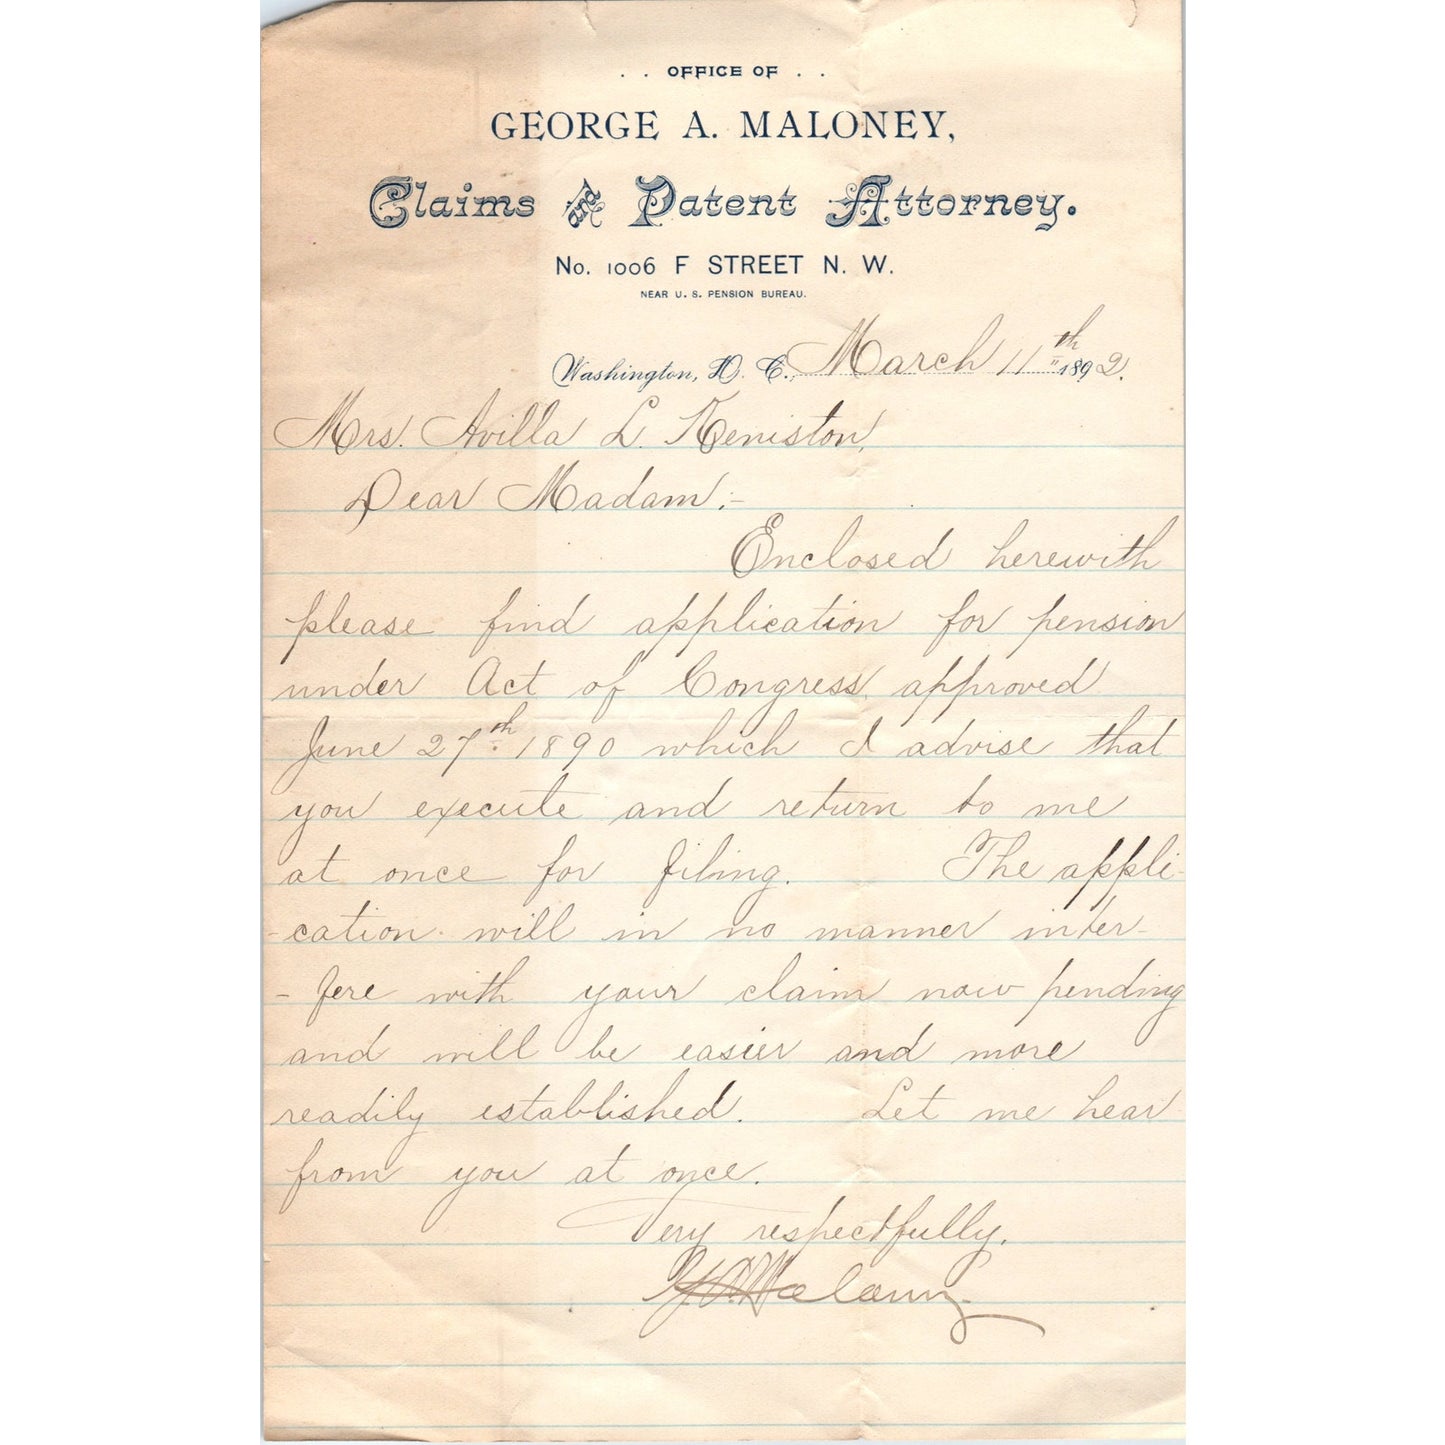 . . OFFICE OF . .
GEORGE A. MALONEY,
Claims and Patent Attorney.
No. 1006 F STREET N. W.
NEAR U. S. PENSION BUREAU.
Washington, D. C., March 11th 1892.
Mrs. Avilla L. Keniston,
Dear Madam:-
Enclosed herewith
please find application for pension
under Act of Congress, approved
June 27th 1890 which I advise that
you execute and return to me
at once for filing. The appli-
-cation will in no manner inter-
-fere with your claim now pending
and will be easier and more
readily established. Let me hear
from you at once.
Very respectfully,
G. A. Maloney